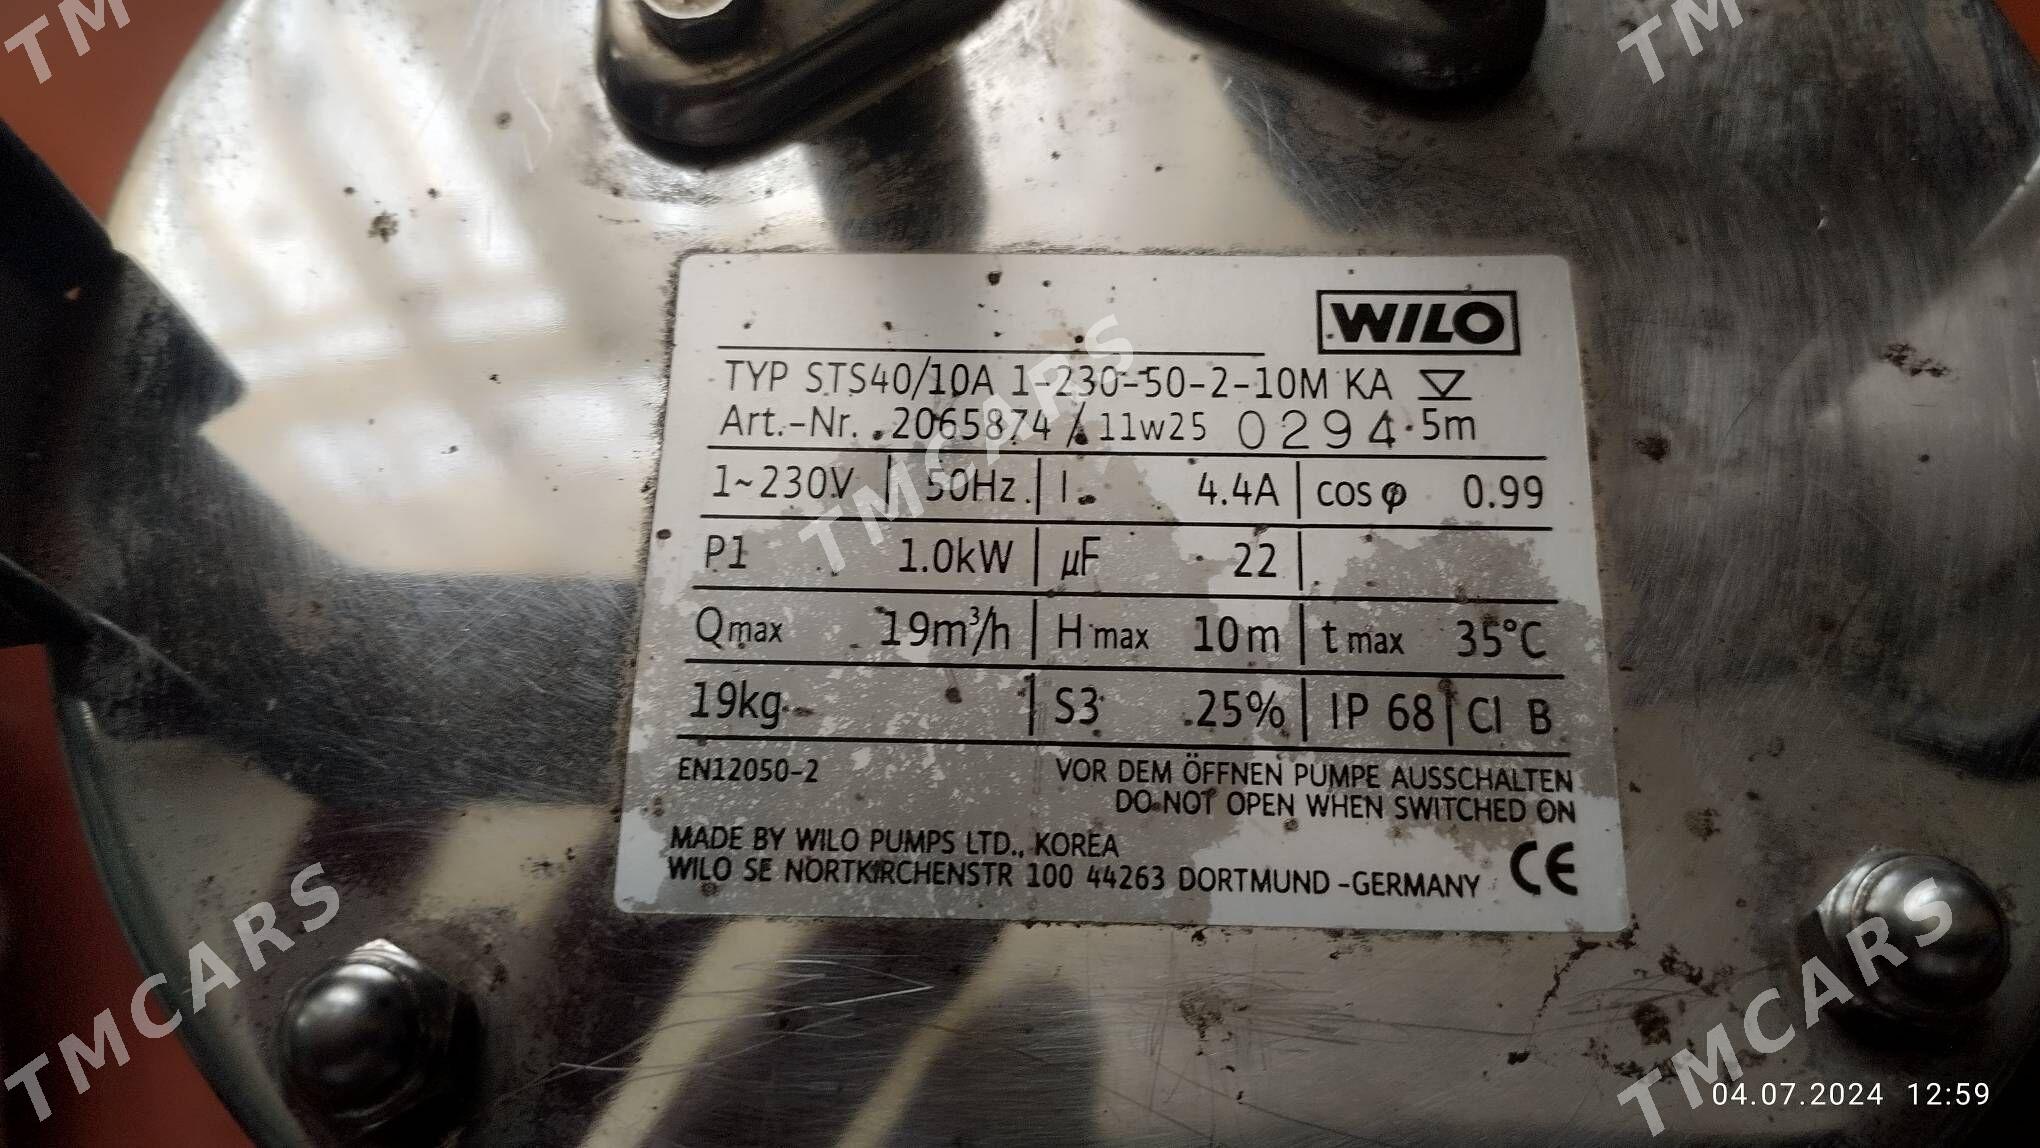 WILO
TYP STS40/10A 1-230-50-2-10M KA
Art.-Nr. 2065874 / 11w25 0294 5m
1~230V 50Hz I 4.4A cos φ 0.99
P1 1.0kW µF 22
Qmax 19m³/h H max 10m t max 35°C
19kg S3 25% IP 68 Cl B
EN12050-2 VOR DEM ÖFFNEN PUMPE AUSSCHALTEN
DO NOT OPEN WHEN SWITCHED ON
MADE BY WILO PUMPS LTD., KOREA
WILO SE NORTKIRCHENSTR 100 44263 DORTMUND -GERMANY CE
TMCARS
TMCARS
TMCARS
TM
TM
04.07.2024 12:59